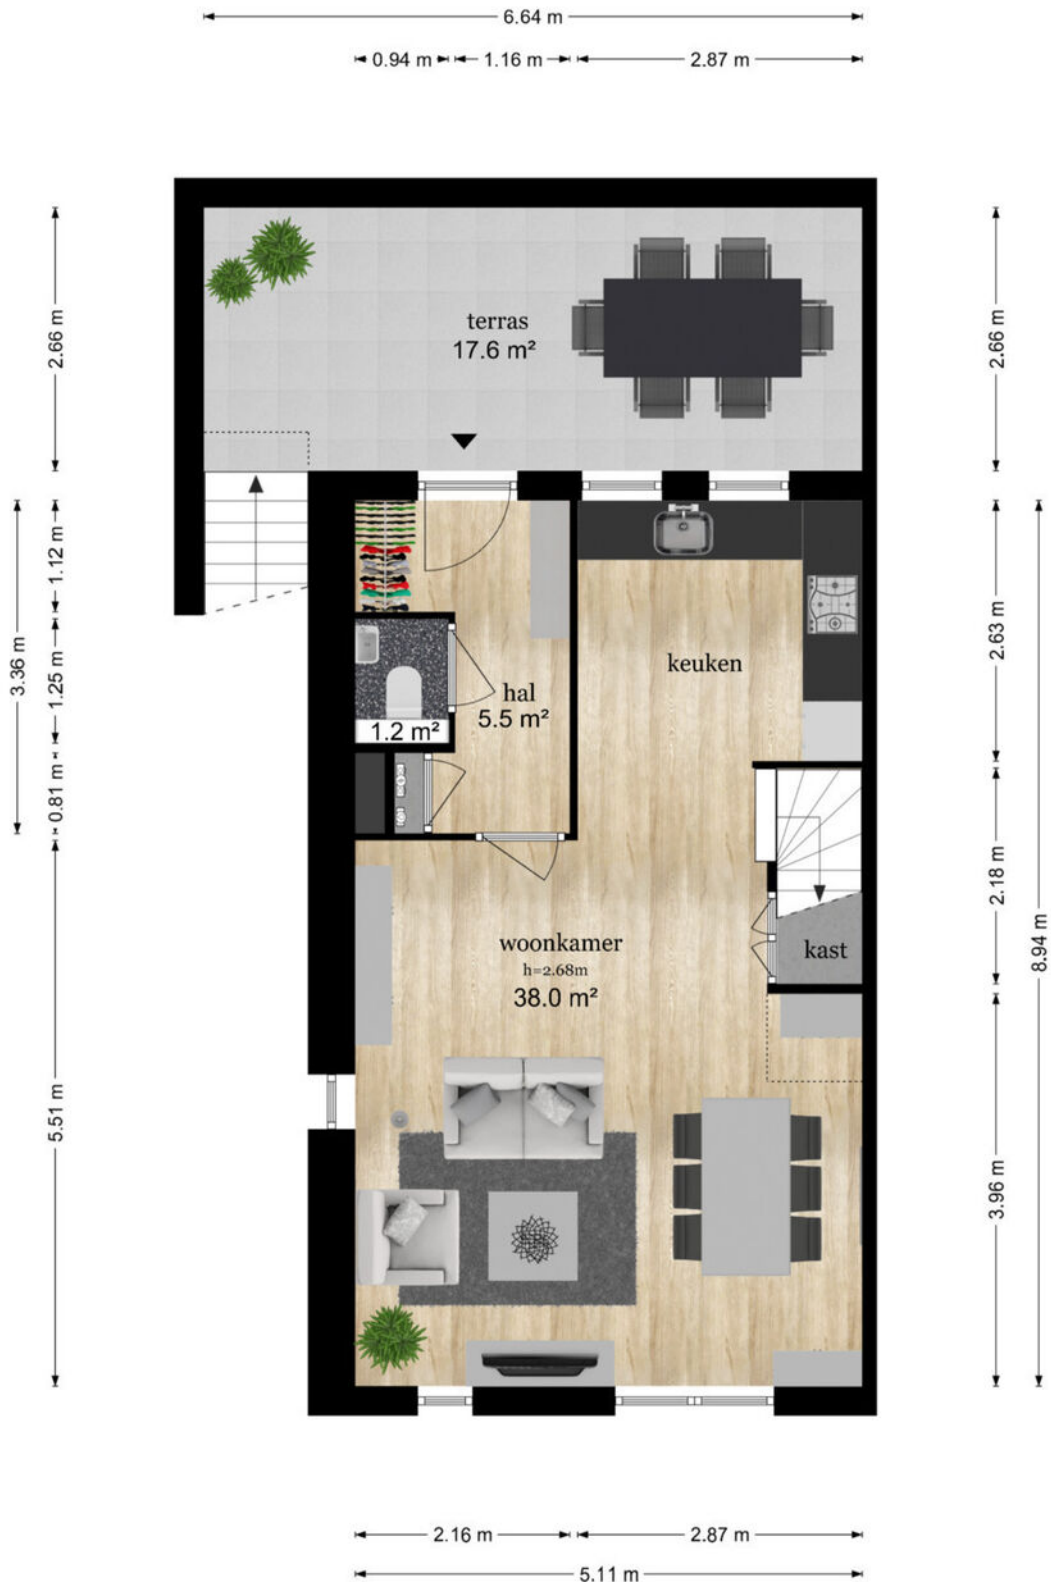 6.64 m
0.94 m 1.16 m 2.87 m
2.66 m
2.66 m
terras
17.6 m²
3.36 m
1.12 m
1.25 m
0.81 m
2.63 m
keuken
hal
5.5 m²
1.2 m²
2.18 m
8.94 m
woonkamer
h=2.68m
38.0 m²
kast
5.51 m
3.96 m
2.16 m 2.87 m
5.11 m